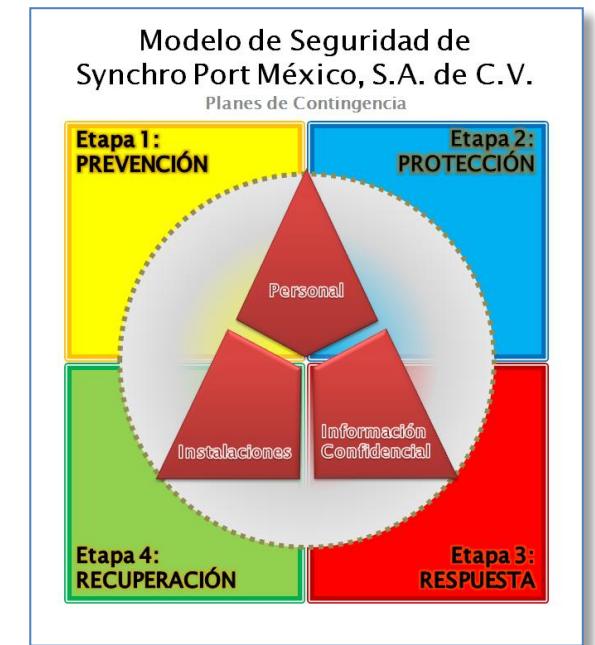 Modelo de Seguridad de
Synchro Port México, S.A. de C.V.
Planes de Contingencia
Etapa 1:
PREVENCIÓN
Etapa 2:
PROTECCIÓN
Personal
Instalaciones
Información
Confidencial
Etapa 4:
RECUPERACIÓN
Etapa 3:
RESPUESTA